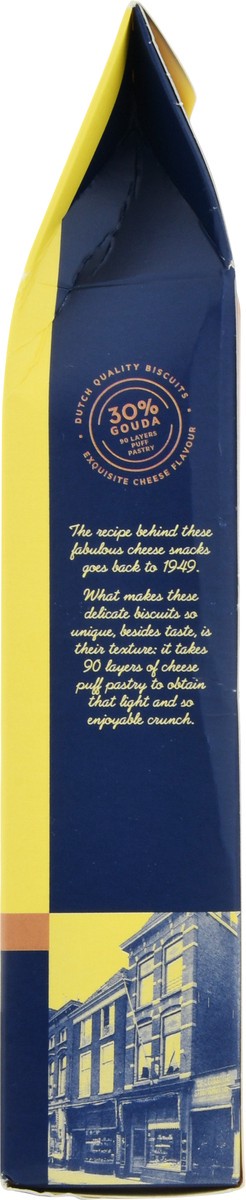 DUTCH QUALITY BISCUITS
30%
GOUDA
90 LAYERS
PUFF
PASTRY
EXQUISITE CHEESE FLAVOUR
The recipe behind these
fabulous cheese snacks
goes back to 1949.
What makes these
delicate biscuits so
unique, besides taste, is
their texture: it takes
90 layers of cheese
puff pastry to obtain
that light and so
enjoyable crunch.